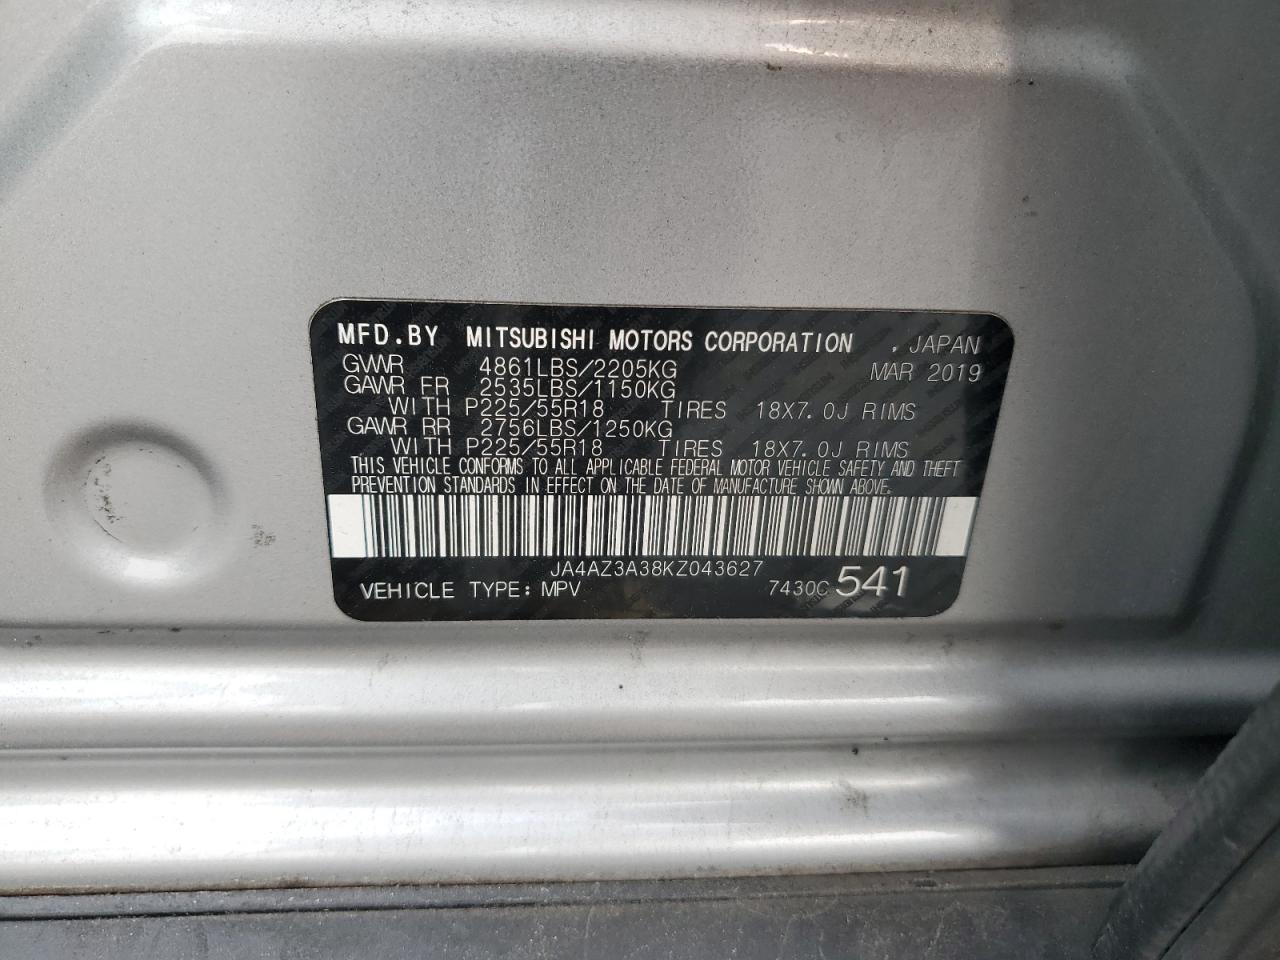 MFD.BY MITSUBISHI MOTORS CORPORATION , JAPAN
GVWR 4861LBS/2205KG MAR 2019
GAWR FR 2535LBS/1150KG
WITH P225/55R18 TIRES 18X7.0J RIMS
GAWR RR 2756LBS/1250KG
WITH P225/55R18 TIRES 18X7.0J RIMS
THIS VEHICLE CONFORMS TO ALL APPLICABLE FEDERAL MOTOR VEHICLE SAFETY AND THEFT
PREVENTION STANDARDS IN EFFECT ON THE DATE OF MANUFACTURE SHOWN ABOVE.
JA4AZ3A38KZ043627
VEHICLE TYPE: MPV 7430C 541